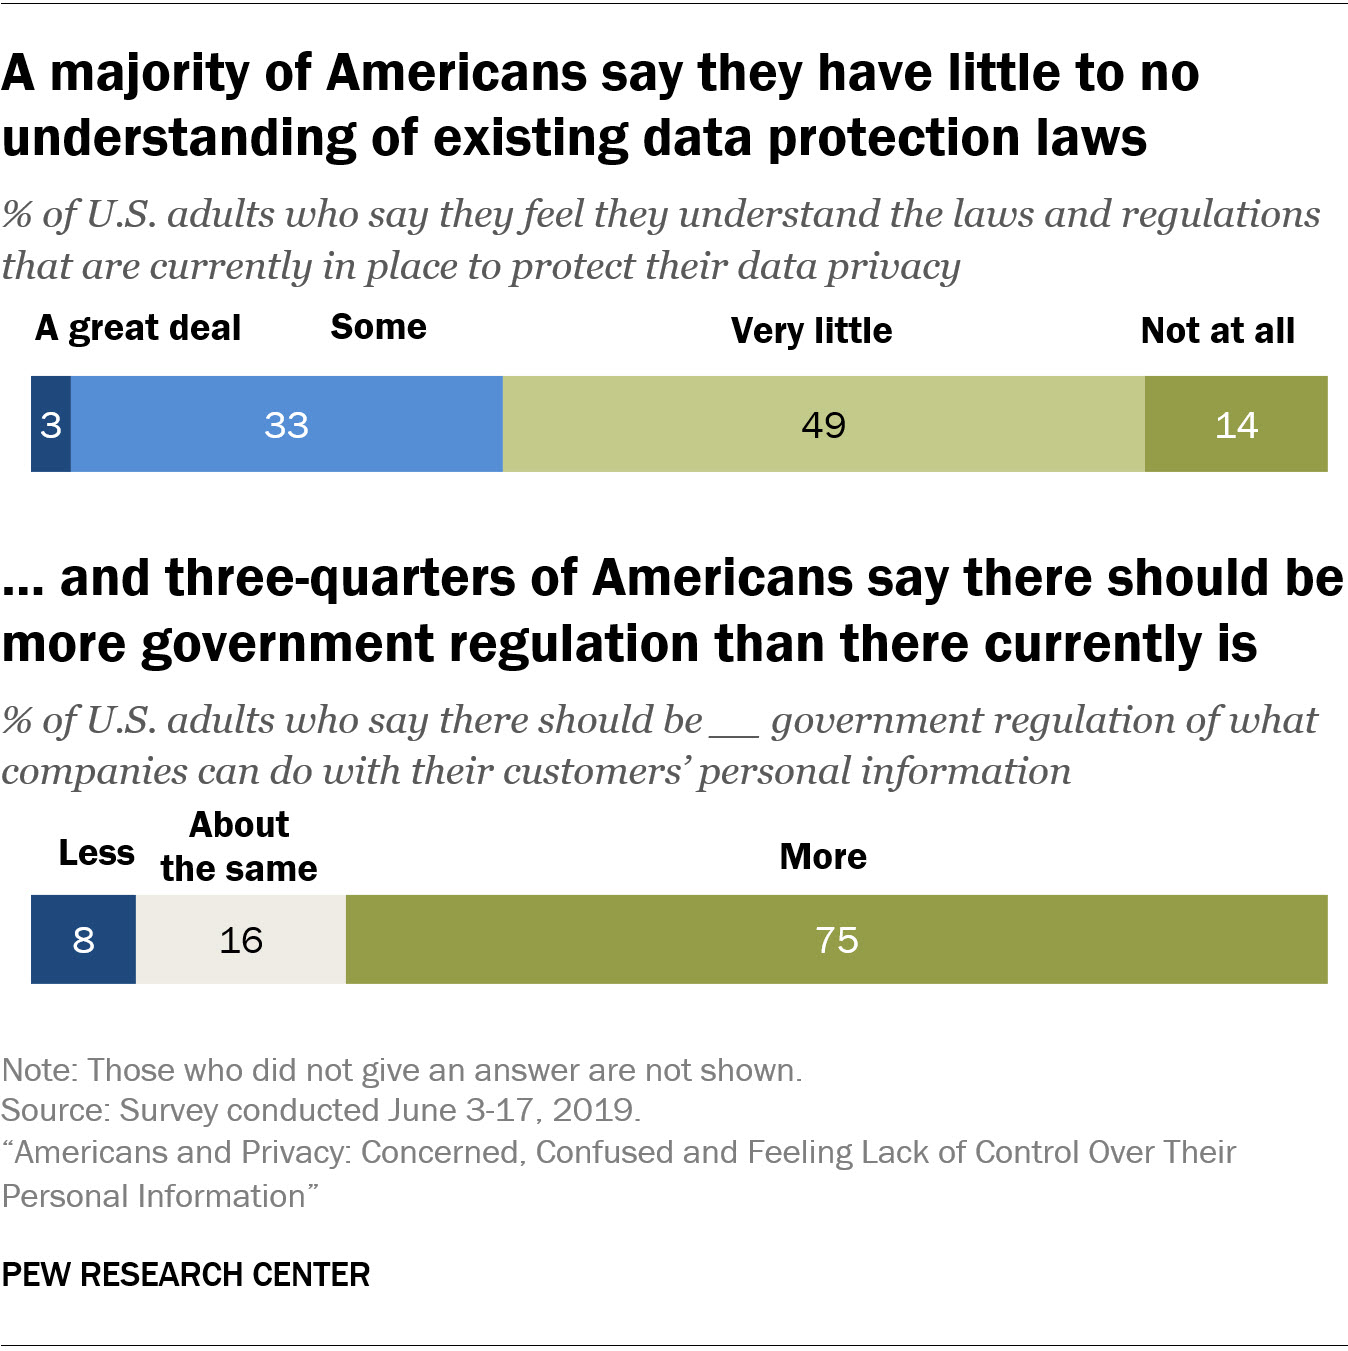 A majority of Americans say they have little to no
understanding of existing data protection laws
% of U.S. adults who say they feel they understand the laws and regulations
that are currently in place to protect their data privacy
A great deal Some Very little Not at all
3 33 49 14
... and three-quarters of Americans say there should be
more government regulation than there currently is
% of U.S. adults who say there should be __ government regulation of what
companies can do with their customers’ personal information
Less About the same More
8 16 75
Note: Those who did not give an answer are not shown.
Source: Survey conducted June 3-17, 2019.
“Americans and Privacy: Concerned, Confused and Feeling Lack of Control Over Their
Personal Information”
PEW RESEARCH CENTER